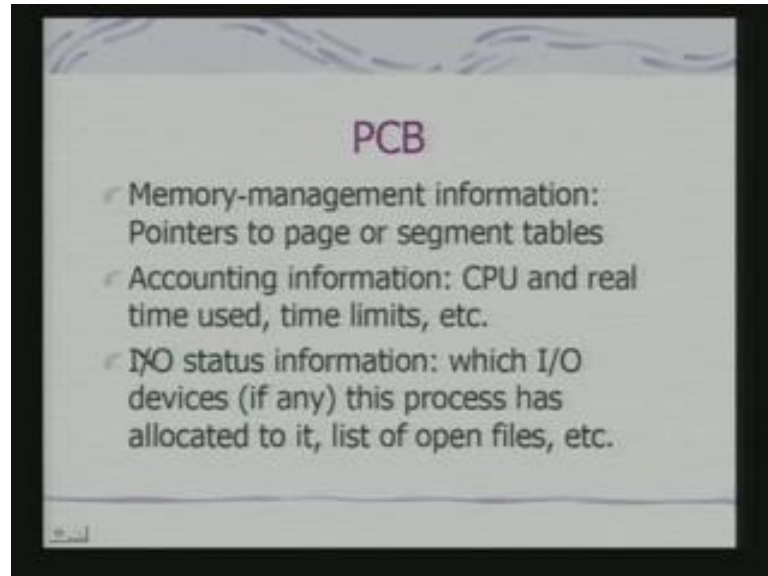 PCB
Memory-management information:
Pointers to page or segment tables
Accounting information: CPU and real
time used, time limits, etc.
I/O status information: which I/O
devices (if any) this process has
allocated to it, list of open files, etc.